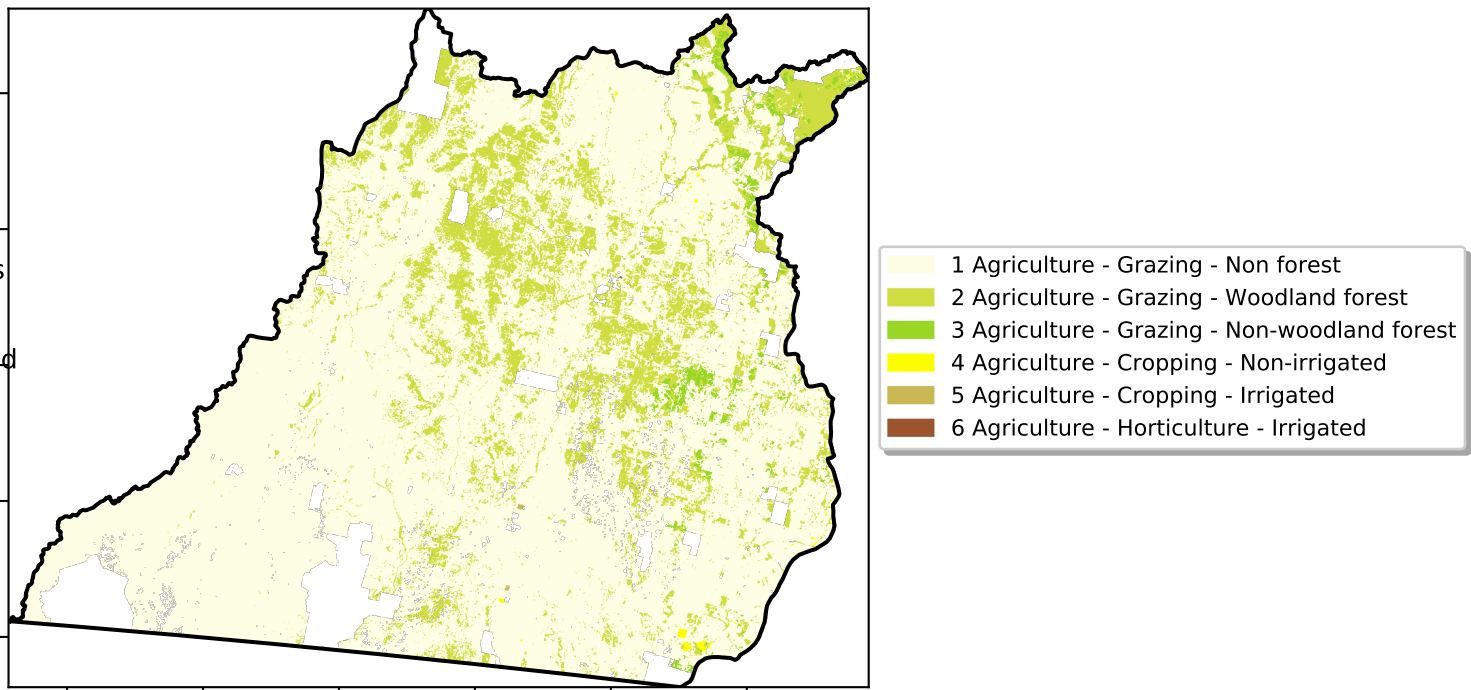 1 Agriculture - Grazing - Non forest
2 Agriculture - Grazing - Woodland forest
3 Agriculture - Grazing - Non-woodland forest
4 Agriculture - Cropping - Non-irrigated
5 Agriculture - Cropping - Irrigated
6 Agriculture - Horticulture - Irrigated
s
d